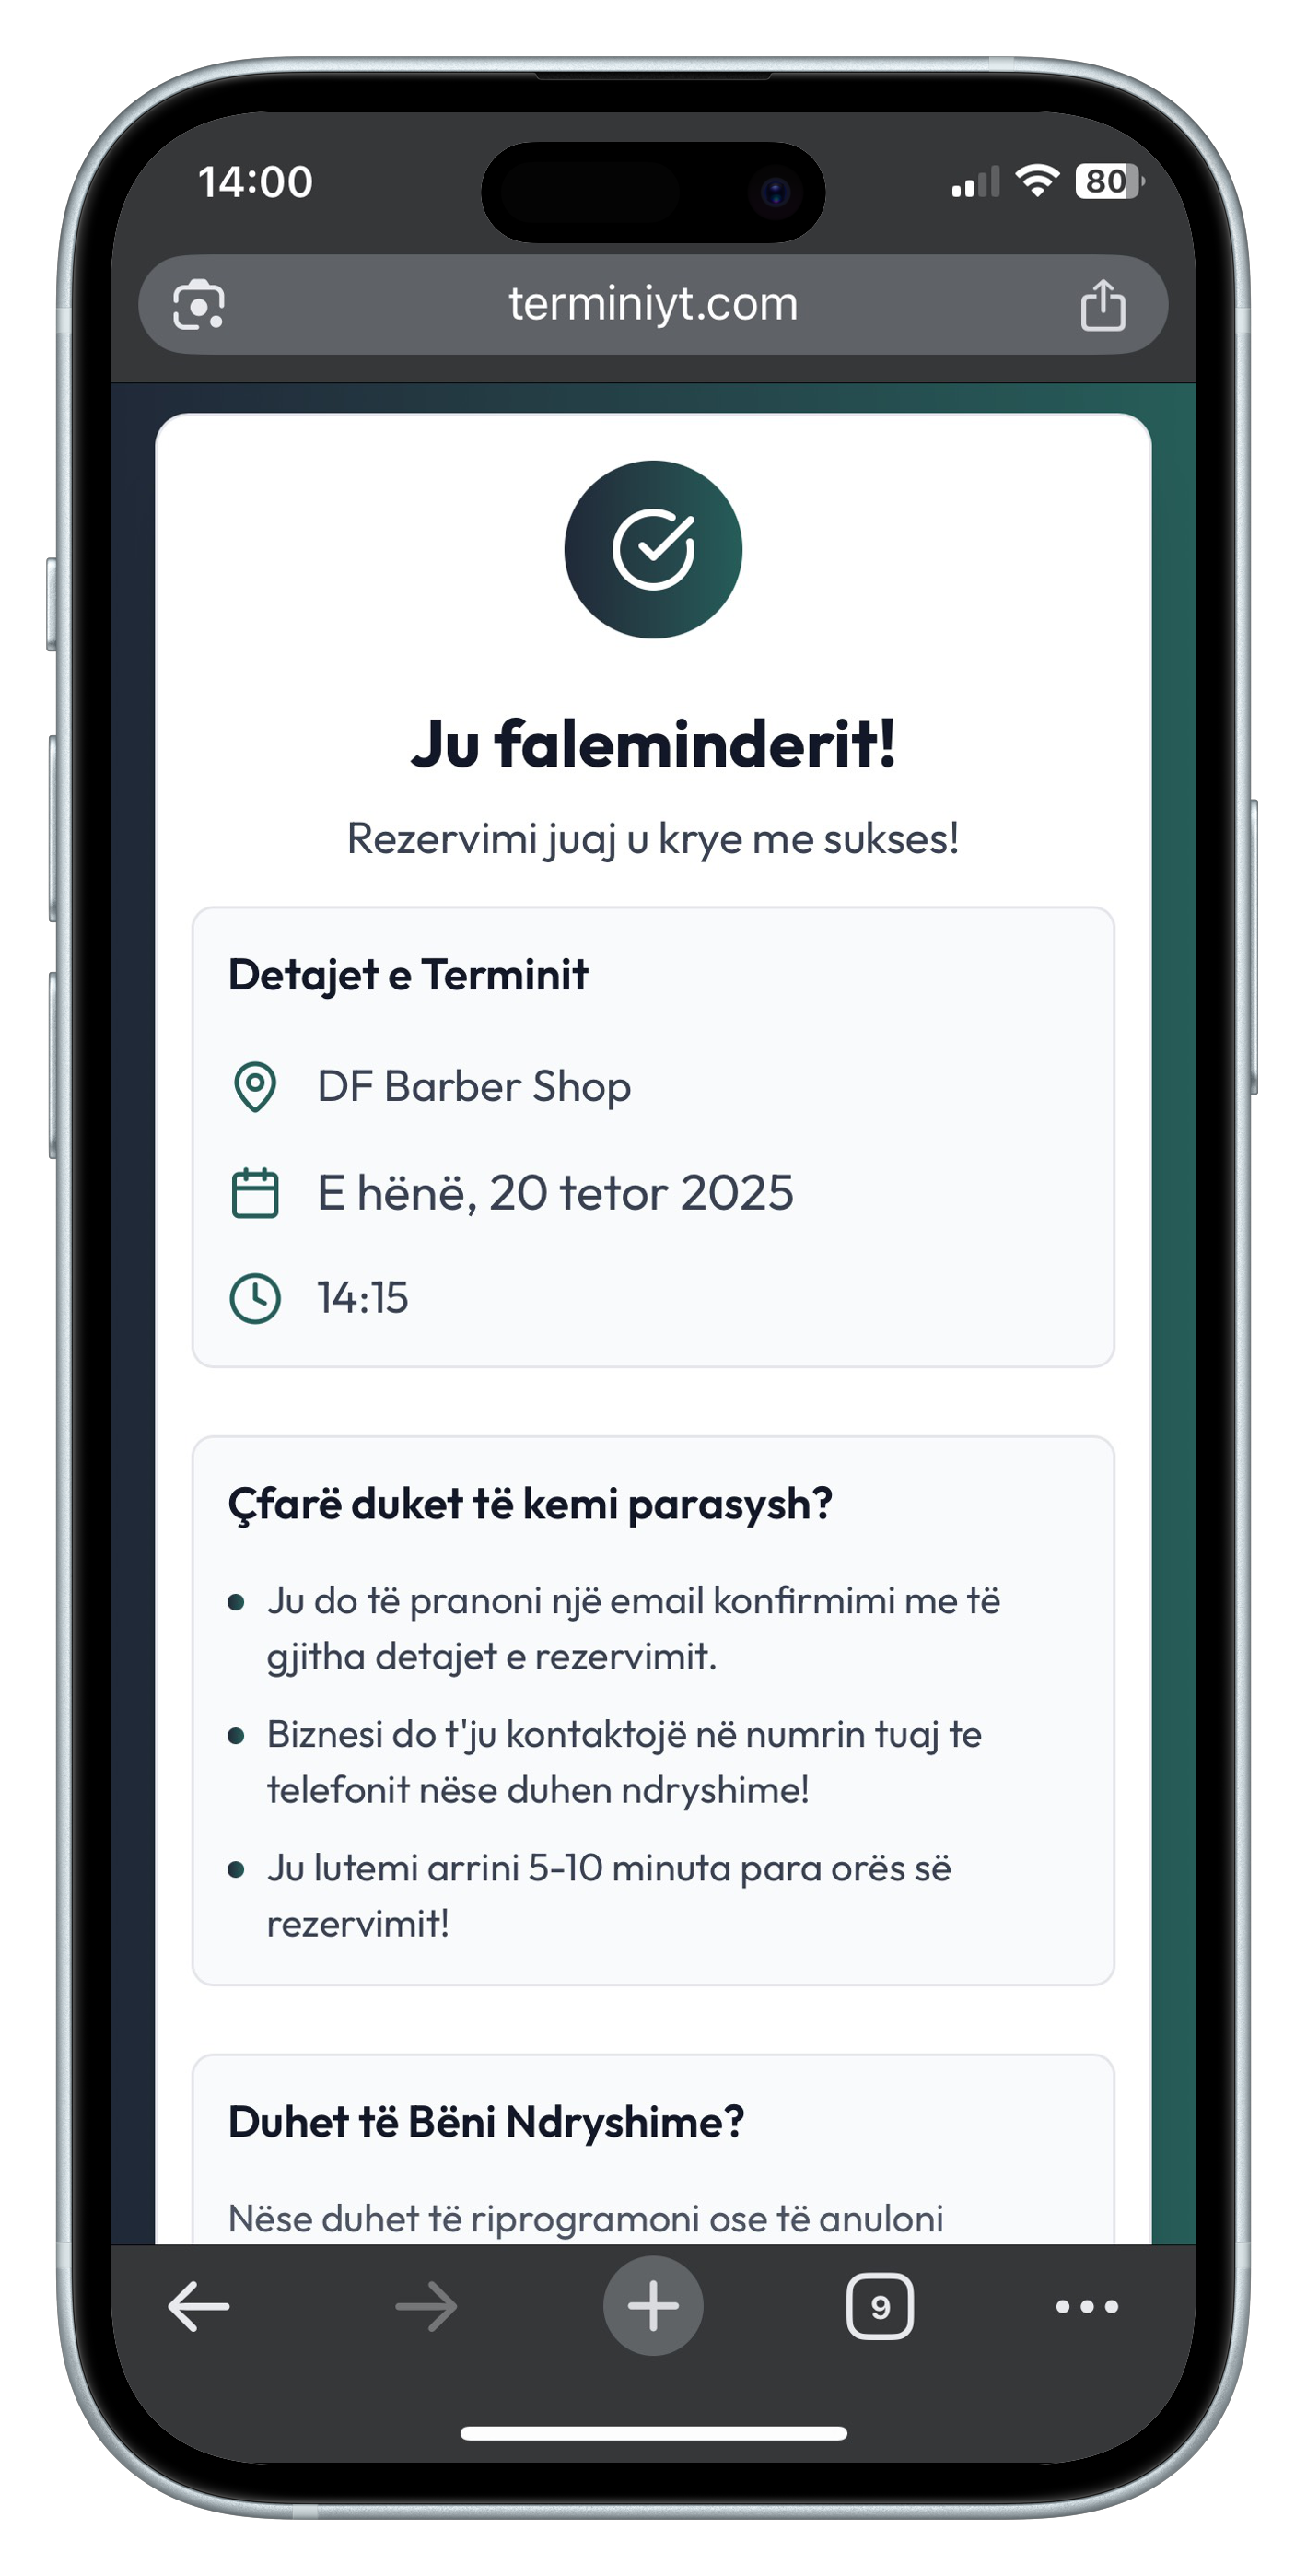 14:00
80
terminiyt.com
Ju faleminderit!
Rezervimi juaj u krye me sukses!
Detajet e Terminit
DF Barber Shop
E hënë, 20 tetor 2025
14:15
Çfarë duket të kemi parasysh?
Ju do të pranoni një email konfirmimi me të
gjitha detajet e rezervimit.
Biznesi do t'ju kontaktojë në numrin tuaj te
telefonit nëse duhen ndryshime!
Ju lutemi arrini 5-10 minuta para orës së
rezervimit!
Duhet të Bëni Ndryshime?
Nëse duhet të riprogramoni ose të anuloni
9